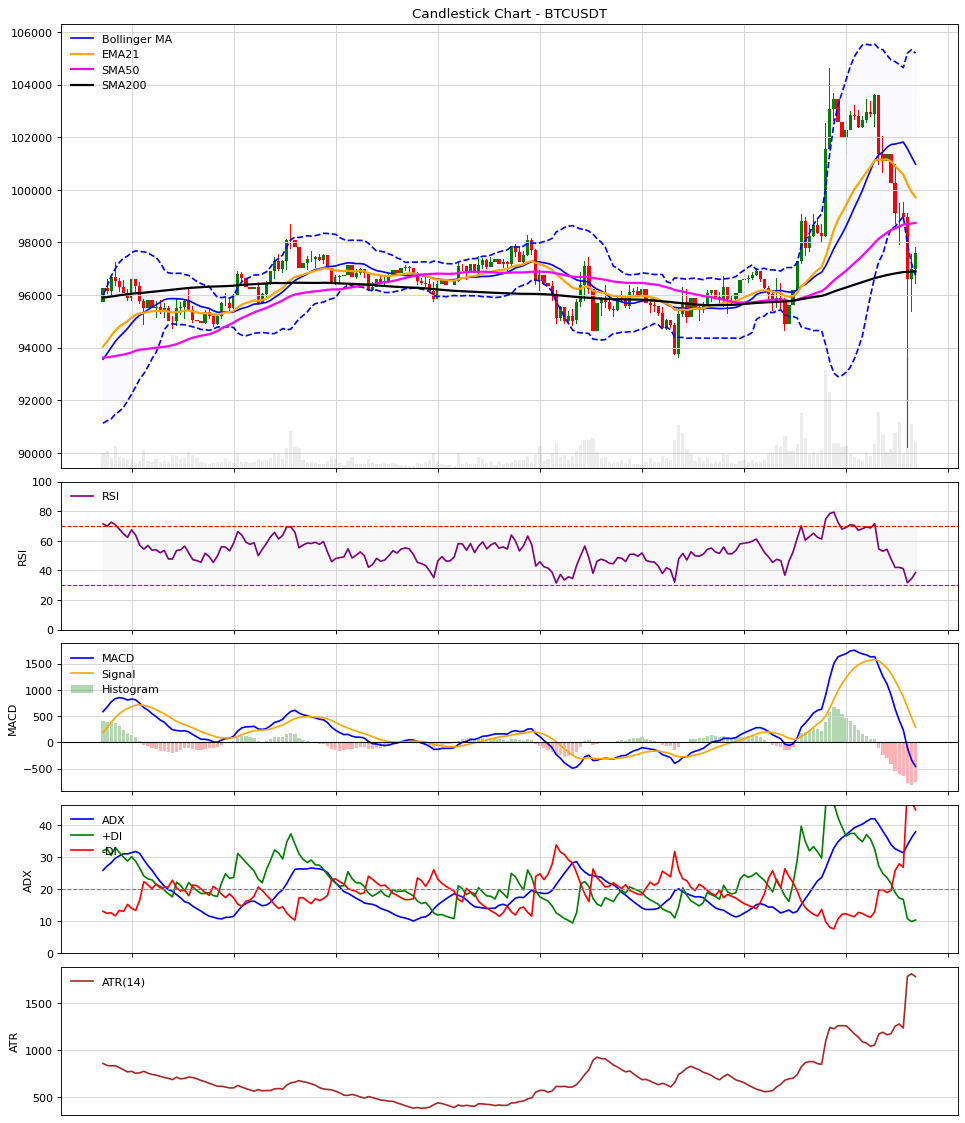 Candlestick Chart - BTCUSDT
106000
104000
102000
100000
98000
96000
94000
92000
90000
Bollinger MA
EMA21
SMA50
SMA200
100
80
60
40
20
0
RSI
RSI
1500
1000
500
0
−500
MACD
MACD
Signal
Histogram
40
30
20
10
0
ADX
ADX
+DI
-DI
1500
1000
500
ATR
ATR(14)